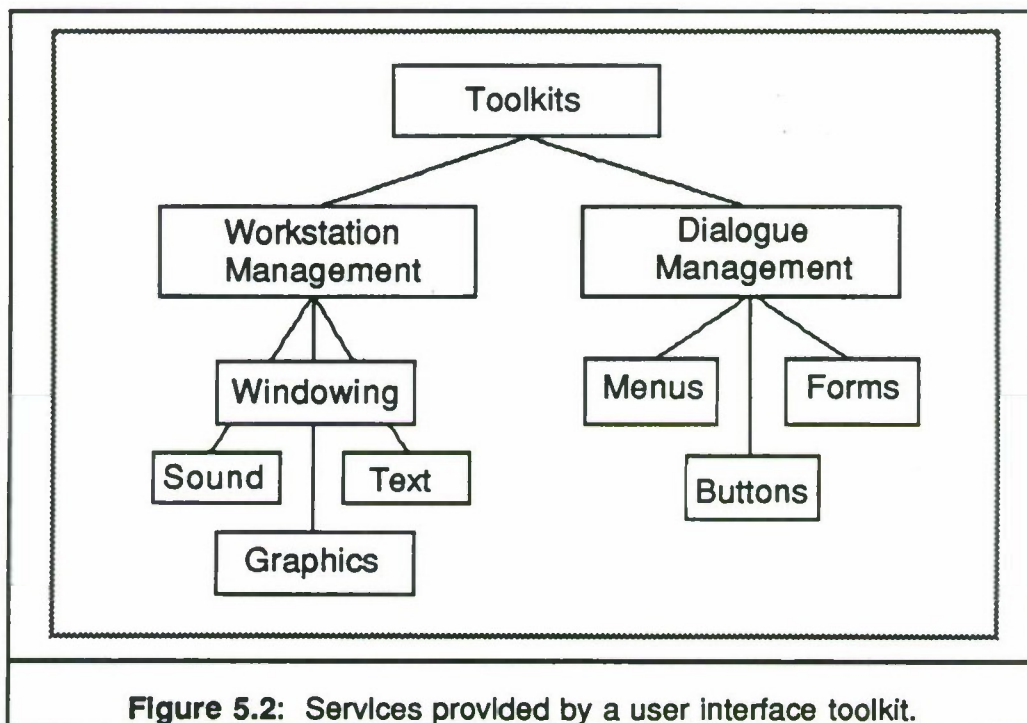 Toolkits
Workstation
Management
Dialogue
Management
Windowing
Menus
Forms
Sound
Text
Buttons
Graphics
Figure 5.2: Services provided by a user interface toolkit.